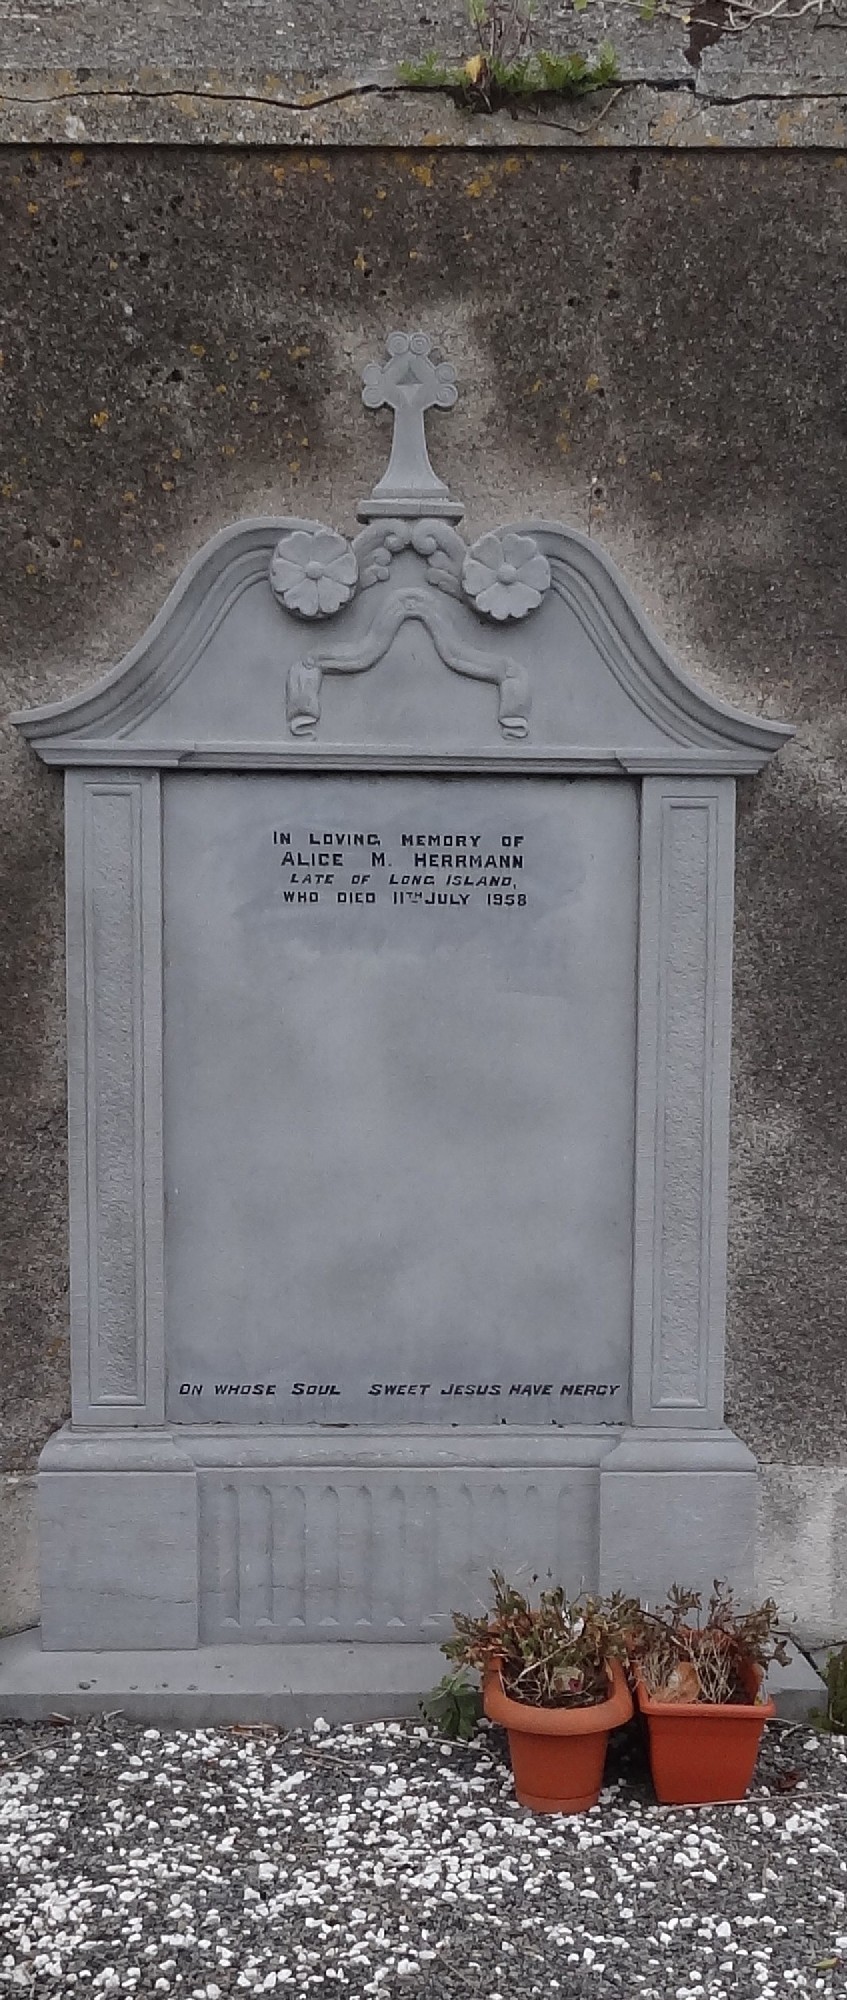 IN LOVING MEMORY OF
ALICE M. HERRMANN
LATE OF LONG ISLAND,
WHO DIED 11TH JULY 1958
ON WHOSE SOUL SWEET JESUS HAVE MERCY